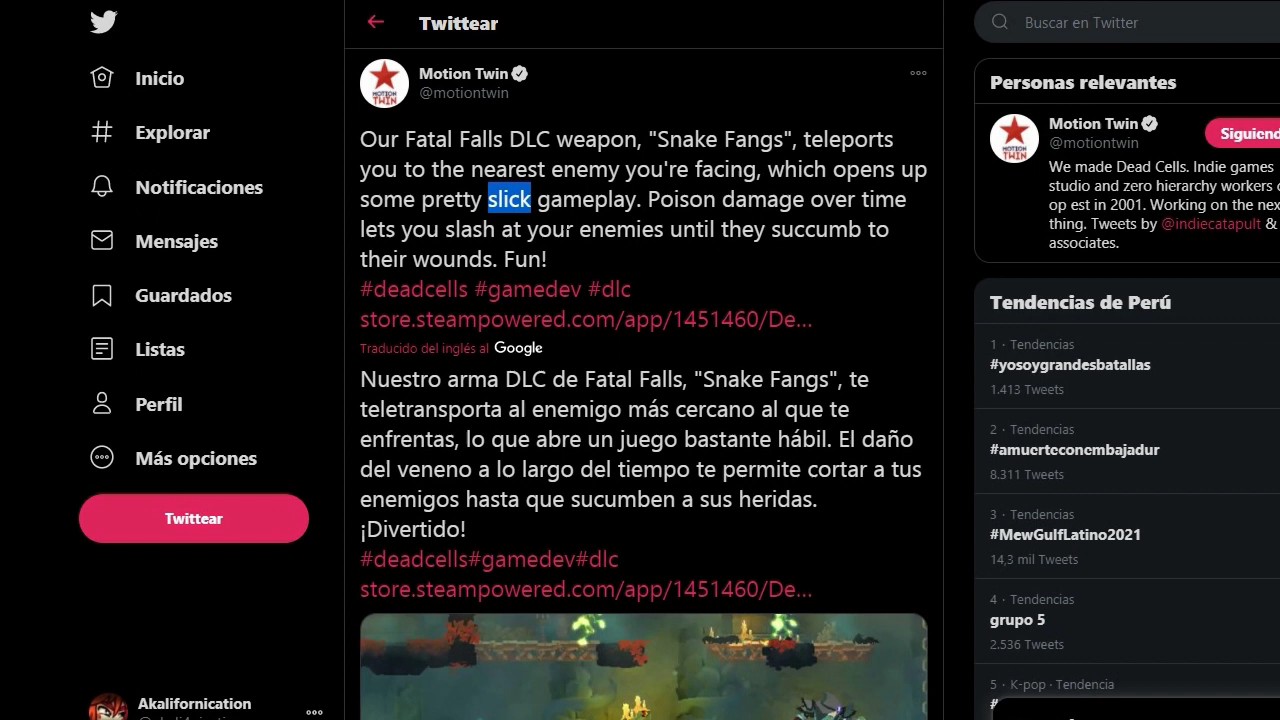 Inicio
Explorar
Notificaciones
Mensajes
Guardados
Listas
Perfil
Más opciones
Twittear
Akalifornication
Twittear
Motion Twin
@motiontwin
Our Fatal Falls DLC weapon, "Snake Fangs", teleports
you to the nearest enemy you're facing, which opens up
some pretty slick gameplay. Poison damage over time
lets you slash at your enemies until they succumb to
their wounds. Fun!
#deadcells #gamedev #dlc
store.steampowered.com/app/1451460/De...
Traducido del inglés al Google
Nuestro arma DLC de Fatal Falls, "Snake Fangs", te
teletransporta al enemigo más cercano al que te
enfrentas, lo que abre un juego bastante hábil. El daño
del veneno a lo largo del tiempo te permite cortar a tus
enemigos hasta que sucumben a sus heridas.
¡Divertido!
#deadcells#gamedev#dlc
store.steampowered.com/app/1451460/De...
Buscar en Twitter
Personas relevantes
Motion Twin
@motiontwin
Siguiend
We made Dead Cells. Indie games
studio and zero hierarchy workers
op est in 2001. Working on the nex
thing. Tweets by @indiecatapult &
associates.
Tendencias de Perú
1 · Tendencias
#yosoygrandesbatallas
1.413 Tweets
2 · Tendencias
#amuerteconembajadur
8.311 Tweets
3 · Tendencias
#MewGulfLatino2021
14,3 mil Tweets
4 · Tendencias
grupo 5
2.536 Tweets
5 · K-pop · Tendencia